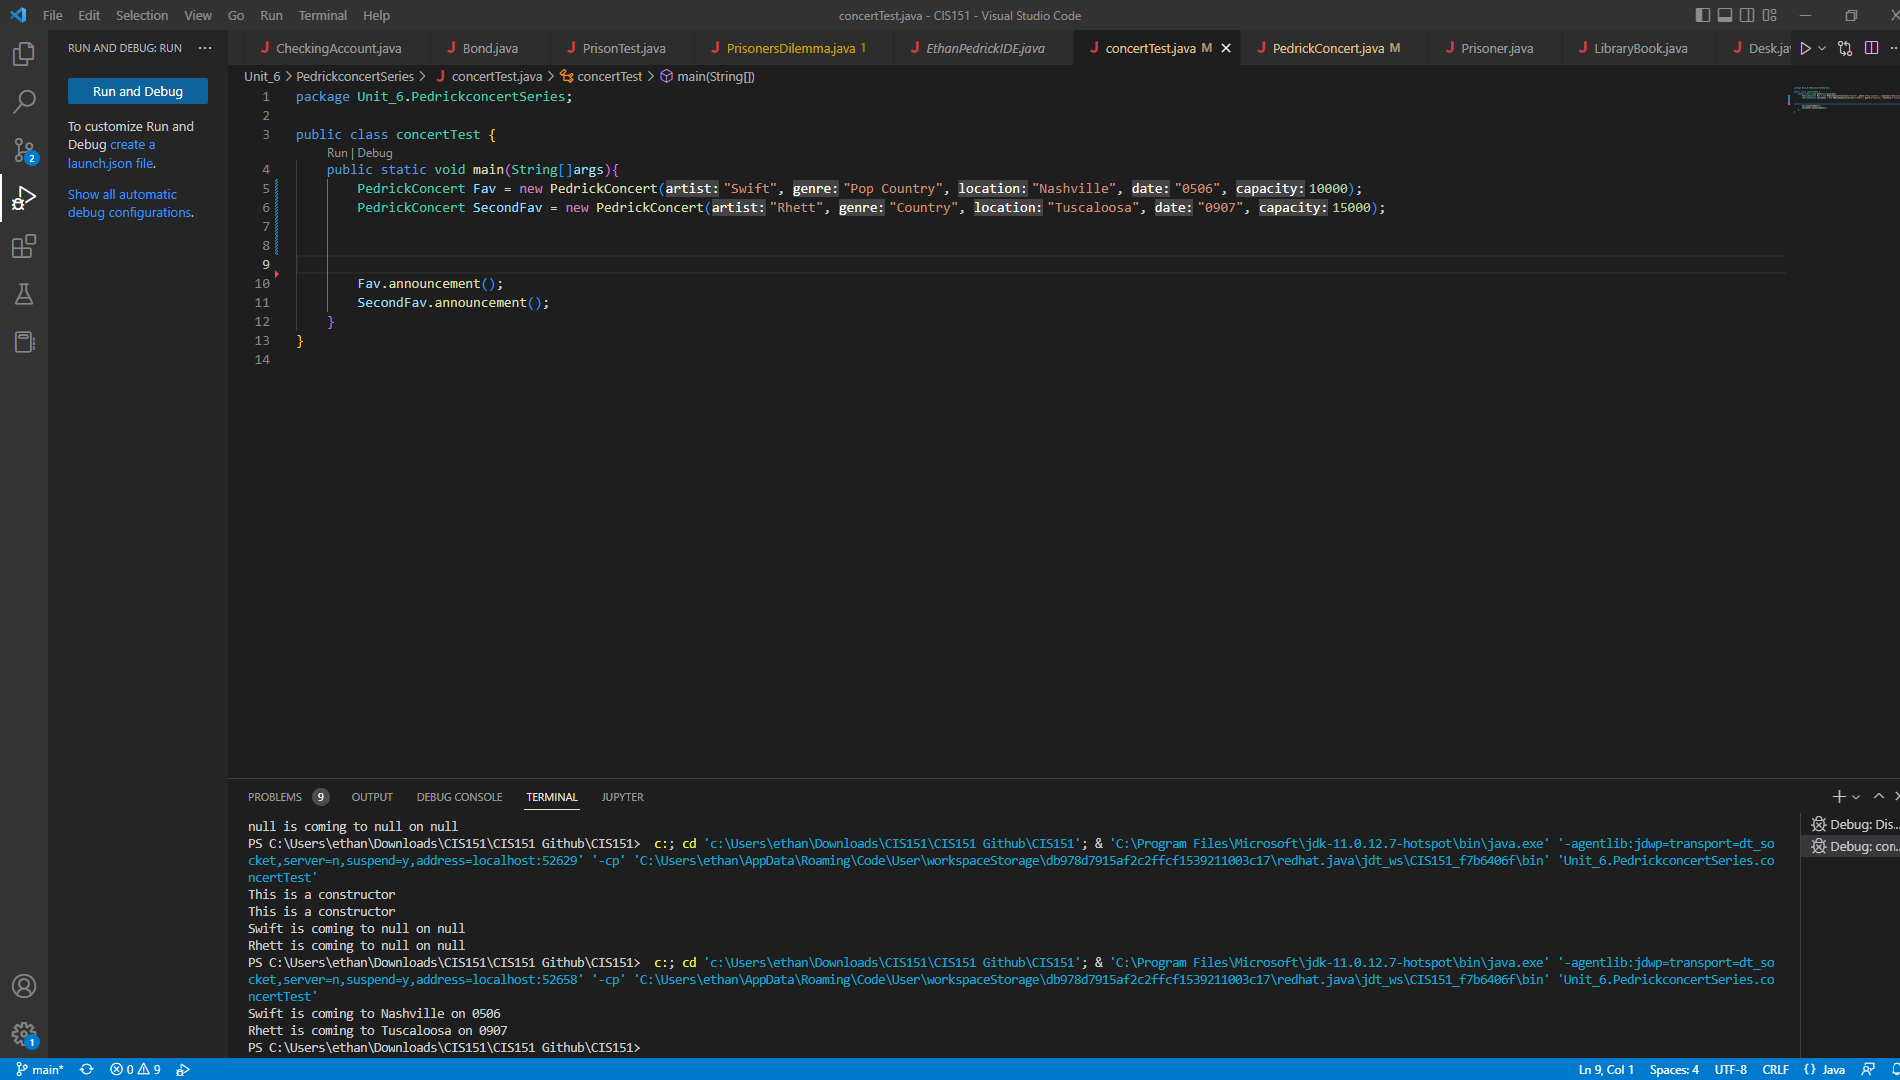 File Edit Selection View Go Run Terminal Help
concertTest.java - CIS151 - Visual Studio Code
RUN AND DEBUG: RUN ...
CheckingAccount.java Bond.java PrisonTest.java PrisonersDilemma.java 1 EthanPedrickIDE.java concertTest.java M PedrickConcert.java M Prisoner.java LibraryBook.java Desk.jav
Run and Debug
To customize Run and
Debug create a
launch.json file.
Show all automatic
debug configurations.
2
1
Unit_6 > PedrickconcertSeries > concertTest.java > concertTest > main(String[])
1 package Unit_6.PedrickconcertSeries;
2
3 public class concertTest {
Run | Debug
4 public static void main(String[]args){
5 PedrickConcert Fav = new PedrickConcert(artist: "Swift", genre: "Pop Country", location: "Nashville", date: "0506", capacity: 10000);
6 PedrickConcert SecondFav = new PedrickConcert(artist: "Rhett", genre: "Country", location: "Tuscaloosa", date: "0907", capacity: 15000);
7
8
9
10 Fav.announcement();
11 SecondFav.announcement();
12 }
13 }
14
PROBLEMS 9 OUTPUT DEBUG CONSOLE TERMINAL JUPYTER
null is coming to null on null
PS C:\Users\ethan\Downloads\CIS151\CIS151 Github\CIS151> c:; cd 'c:\Users\ethan\Downloads\CIS151\CIS151 Github\CIS151'; & 'C:\Program Files\Microsoft\jdk-11.0.12.7-hotspot\bin\java.exe' '-agentlib:jdwp=transport=dt_so
cket,server=n,suspend=y,address=localhost:52629' '-cp' 'C:\Users\ethan\AppData\Roaming\Code\User\workspaceStorage\db978d7915af2c2ffcf1539211003c17\redhat.java\jdt_ws\CIS151_f7b6406f\bin' 'Unit_6.PedrickconcertSeries.co
ncertTest'
This is a constructor
This is a constructor
Swift is coming to null on null
Rhett is coming to null on null
PS C:\Users\ethan\Downloads\CIS151\CIS151 Github\CIS151> c:; cd 'c:\Users\ethan\Downloads\CIS151\CIS151 Github\CIS151'; & 'C:\Program Files\Microsoft\jdk-11.0.12.7-hotspot\bin\java.exe' '-agentlib:jdwp=transport=dt_so
cket,server=n,suspend=y,address=localhost:52658' '-cp' 'C:\Users\ethan\AppData\Roaming\Code\User\workspaceStorage\db978d7915af2c2ffcf1539211003c17\redhat.java\jdt_ws\CIS151_f7b6406f\bin' 'Unit_6.PedrickconcertSeries.co
ncertTest'
Swift is coming to Nashville on 0506
Rhett is coming to Tuscaloosa on 0907
PS C:\Users\ethan\Downloads\CIS151\CIS151 Github\CIS151>
Debug: Dis...
Debug: con...
main* 0 9
Ln 9, Col 1 Spaces: 4 UTF-8 CRLF {} Java